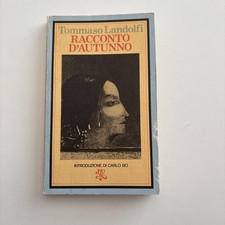 Tommaso Landolfi
RACCONTO
D'AUTUNNO
INTRODUZIONE DI CARLO BO